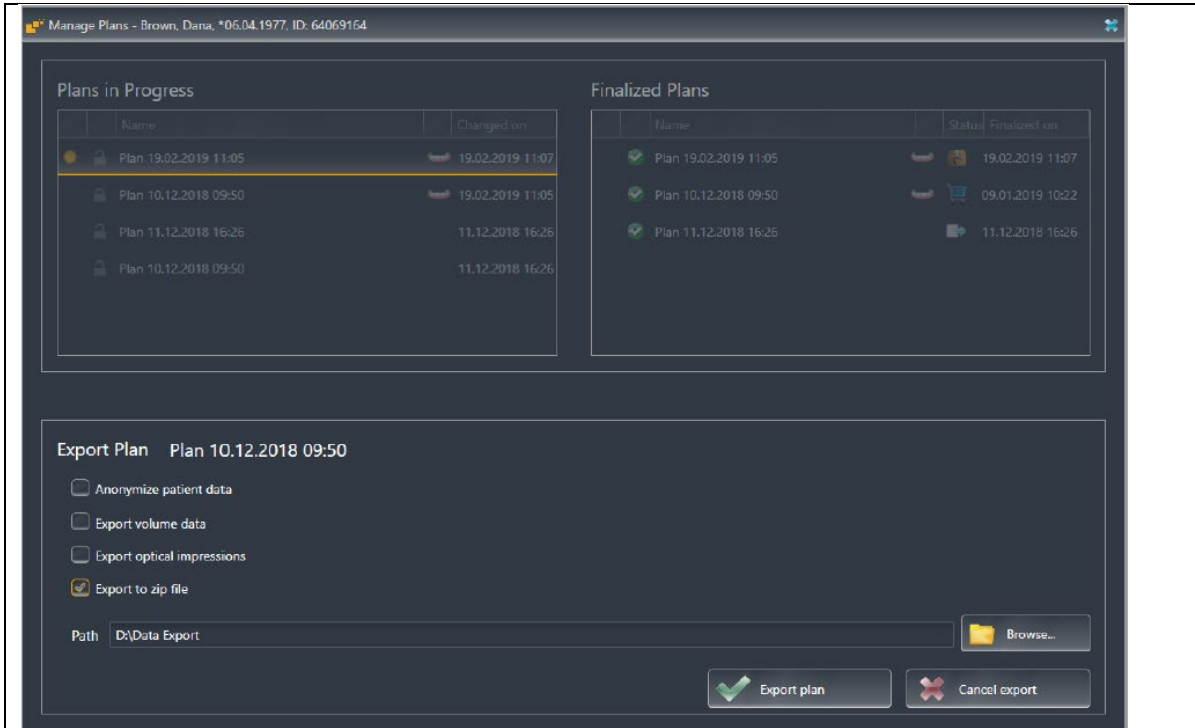 Manage Plans - Brown, Dana, *06.04.1977, ID: 64069164
Plans in Progress
Name Changed on
Plan 19.02.2019 11:05 19.02.2019 11:07
Plan 10.12.2018 09:50 19.02.2019 11:05
Plan 11.12.2018 16:26 11.12.2018 16:26
Plan 10.12.2018 09:50 11.12.2018 16:26
Finalized Plans
Name Status Finalized on
Plan 19.02.2019 11:05 19.02.2019 11:07
Plan 10.12.2018 09:50 09.01.2019 10:22
Plan 11.12.2018 16:26 11.12.2018 16:26
Export Plan Plan 10.12.2018 09:50
Anonymize patient data
Export volume data
Export optical impressions
Export to zip file
Path D:\Data Export Browse...
Export plan Cancel export